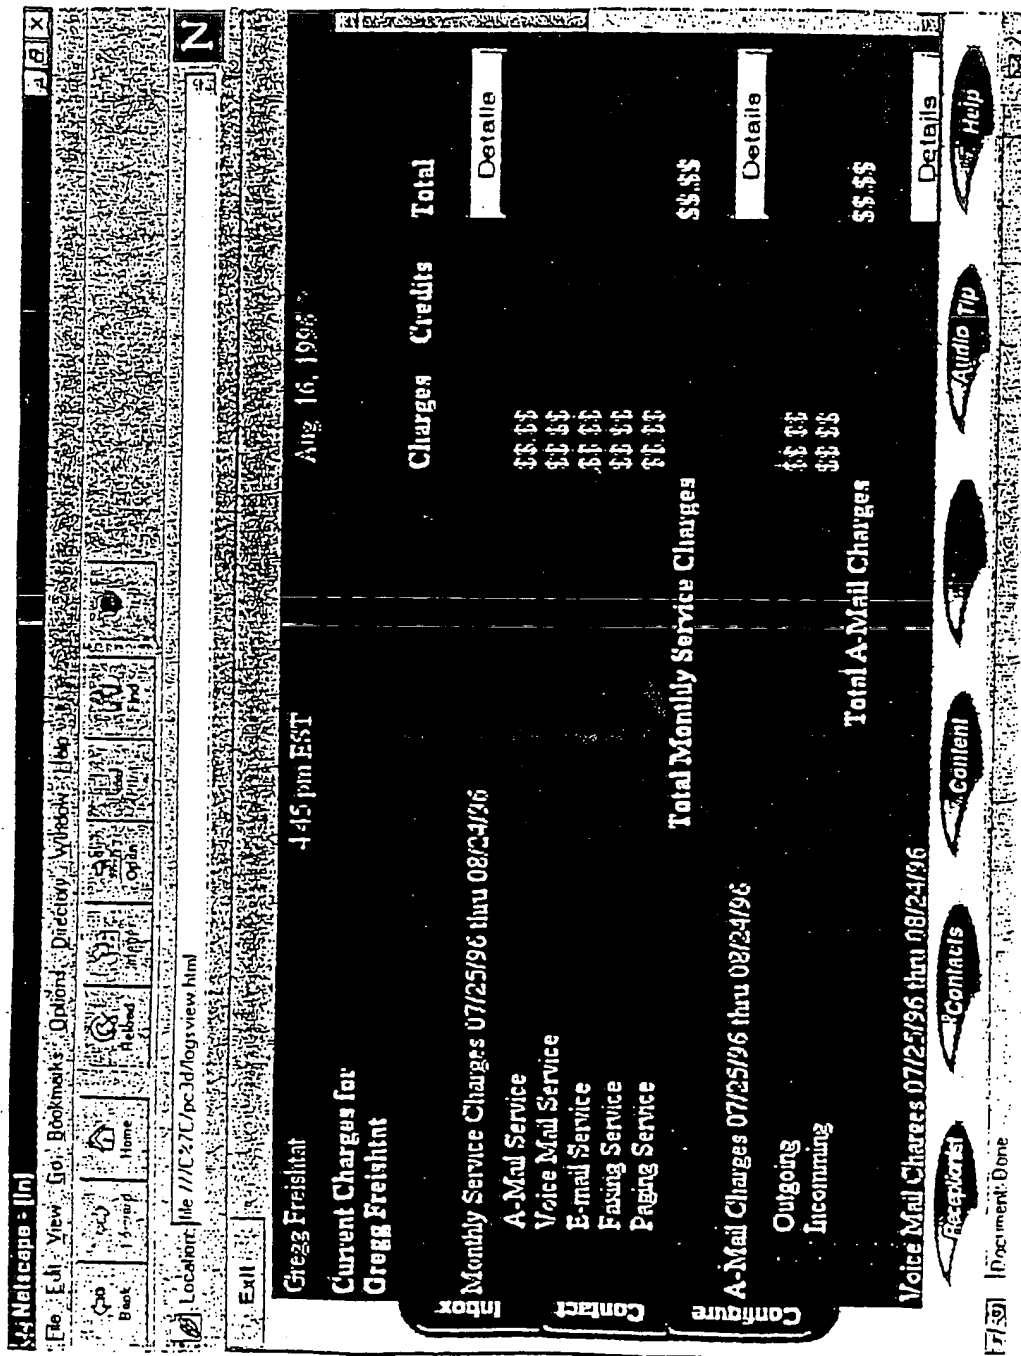 Netscape - [In]
File Edit View Go Bookmarks Options Directory Window Help
Back Forward Home Reload Images Open Find
Location: file ///C%7C/pc3d/logsview.html
Exit
Gregg Freishtat 4:45 pm EST Aug 16, 1996
Current Charges for
Gregg Freishtat
Charges Credits Total
Monthly Service Charges 07/25/96 thru 08/24/96 Details
A-Mail Service $$.$$
Voice Mail Service $$.$$
E-mail Service $$.$$
Faxing Service $$.$$
Paging Service $$.$$
Total Monthly Service Charges $$.$$
A-Mail Charges 07/25/96 thru 08/24/96 Details
Outgoing $$.$$
Incomming $$.$$
Total A-Mail Charges $$.$$
Voice Mail Charges 07/25/96 thru 08/24/96 Details
Inbox
Contact
Configure
Receptionist Contacts Content Audio Tip Help
Document: Done